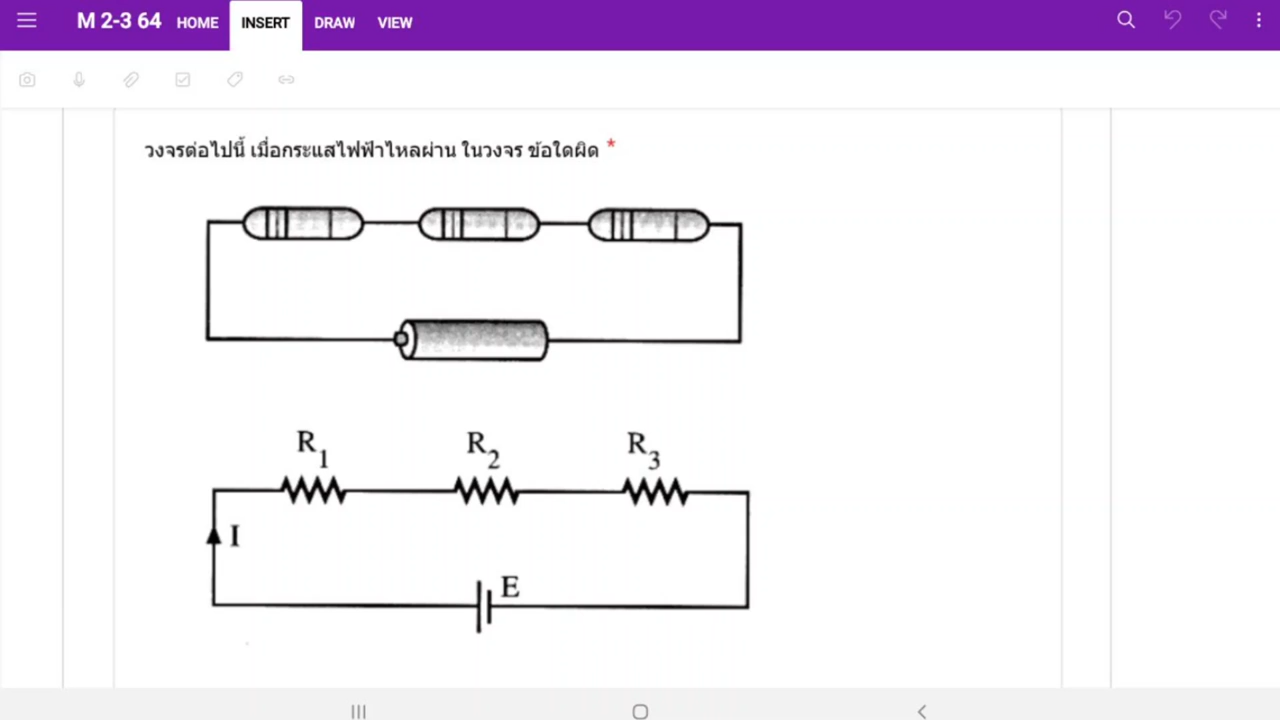 M 2-3 64 HOME INSERT DRAW VIEW
วงจรต่อไปนี้ เมื่อกระแสไฟฟ้าไหลผ่าน ในวงจร ข้อใดผิด *
R1 R2 R3
I
E